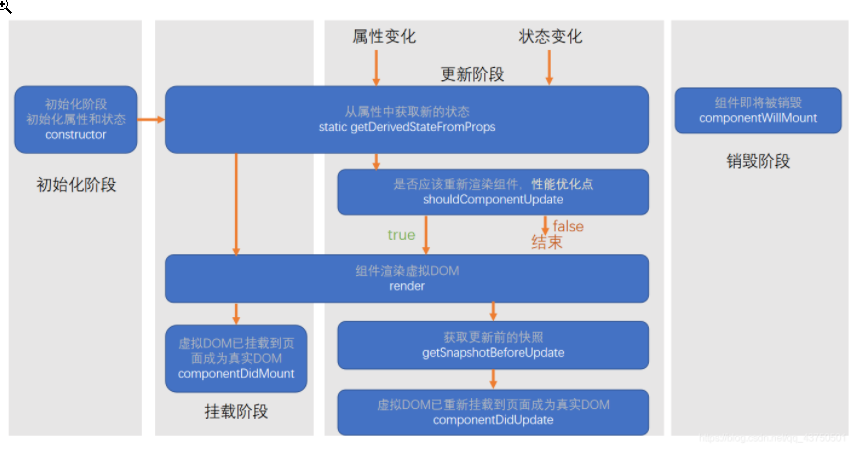 属性变化
状态变化
更新阶段
初始化阶段
初始化属性和状态
constructor
初始化阶段
从属性中获取新的状态
static getDerivedStateFromProps
组件即将被销毁
componentWillMount
销毁阶段
是否应该重新渲染组件、性能优化点
shouldComponentUpdate
true
false
结束
组件渲染虚拟DOM
render
虚拟DOM已挂载到页
面成为真实DOM
componentDidMount
挂载阶段
获取更新前的快照
getSnapshotBeforeUpdate
虚拟DOM已重新挂载到页面成为真实DOM
componentDidUpdate